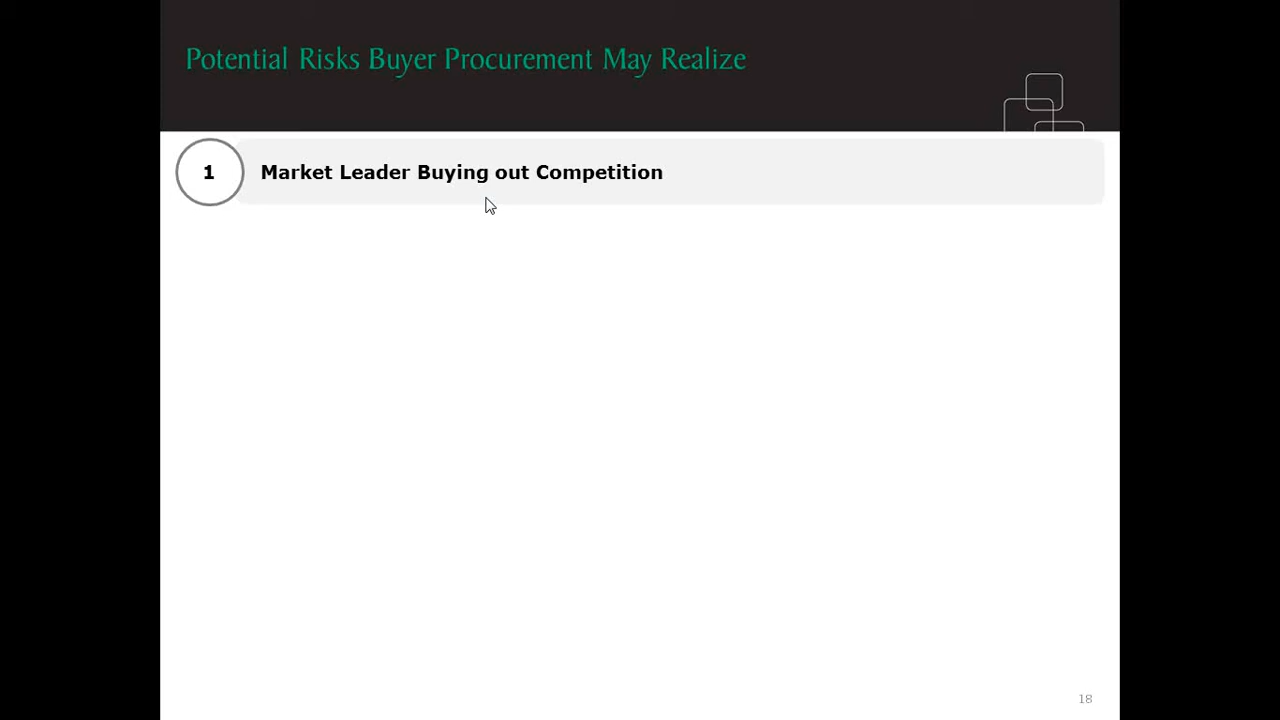 Potential Risks Buyer Procurement May Realize
1
Market Leader Buying out Competition
18